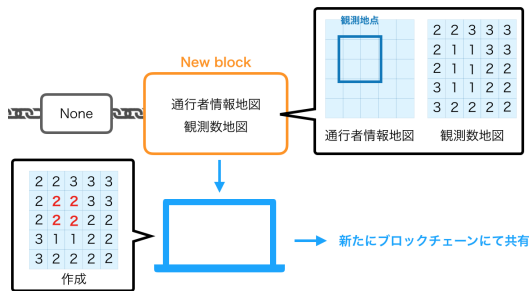 観測地点
2 2 3 3 3
2 1 1 3 3
2 1 1 2 2
3 1 1 2 2
3 2 2 2 2
通行者情報地図
観測数地図
New block
通行者情報地図
観測数地図
None
2 2 3 3 3
2 2 2 3 3
2 2 2 2 2
3 1 1 2 2
3 2 2 2 2
作成
新たにブロックチェーンにて共有